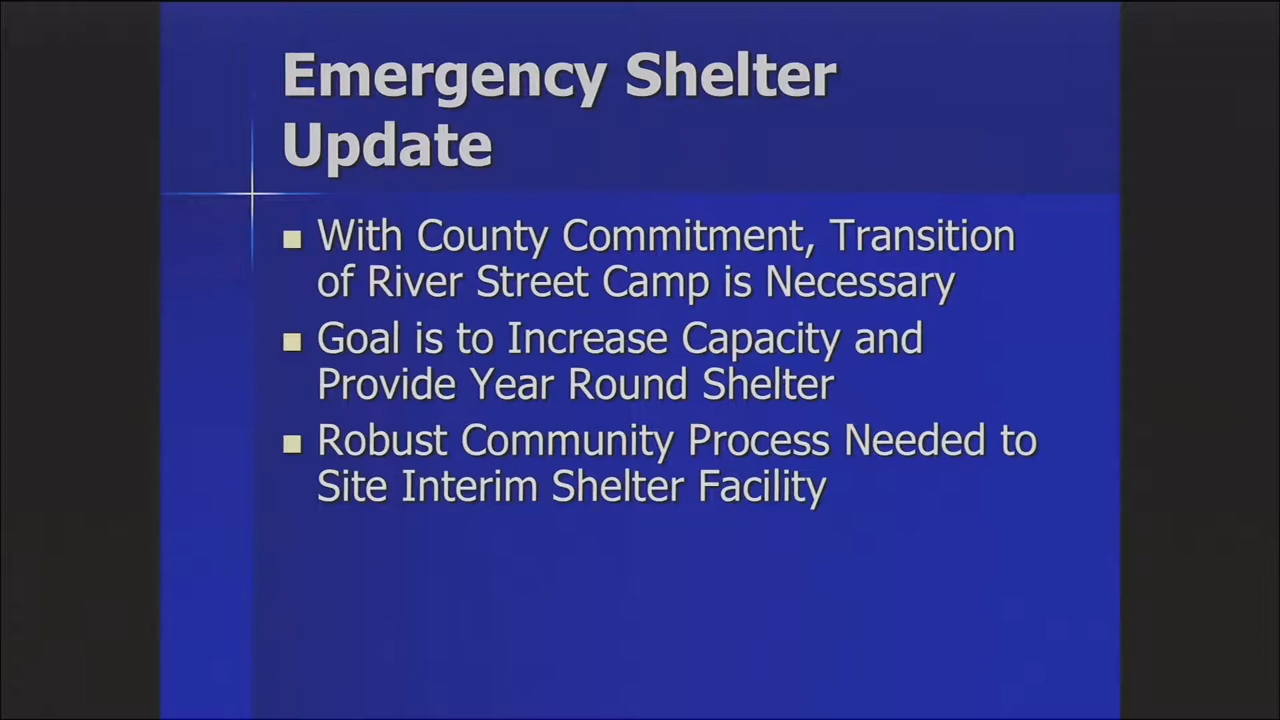 Emergency Shelter
Update
With County Commitment, Transition
of River Street Camp is Necessary
Goal is to Increase Capacity and
Provide Year Round Shelter
Robust Community Process Needed to
Site Interim Shelter Facility